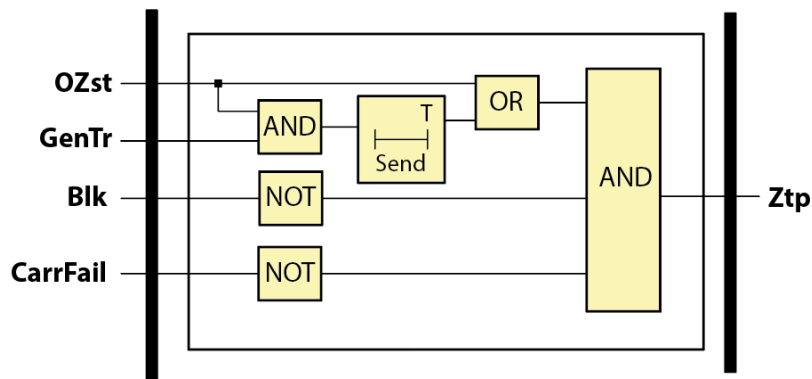 OZst
GenTr
Blk
CarrFail
AND
T
Send
OR
NOT
NOT
AND
Ztp